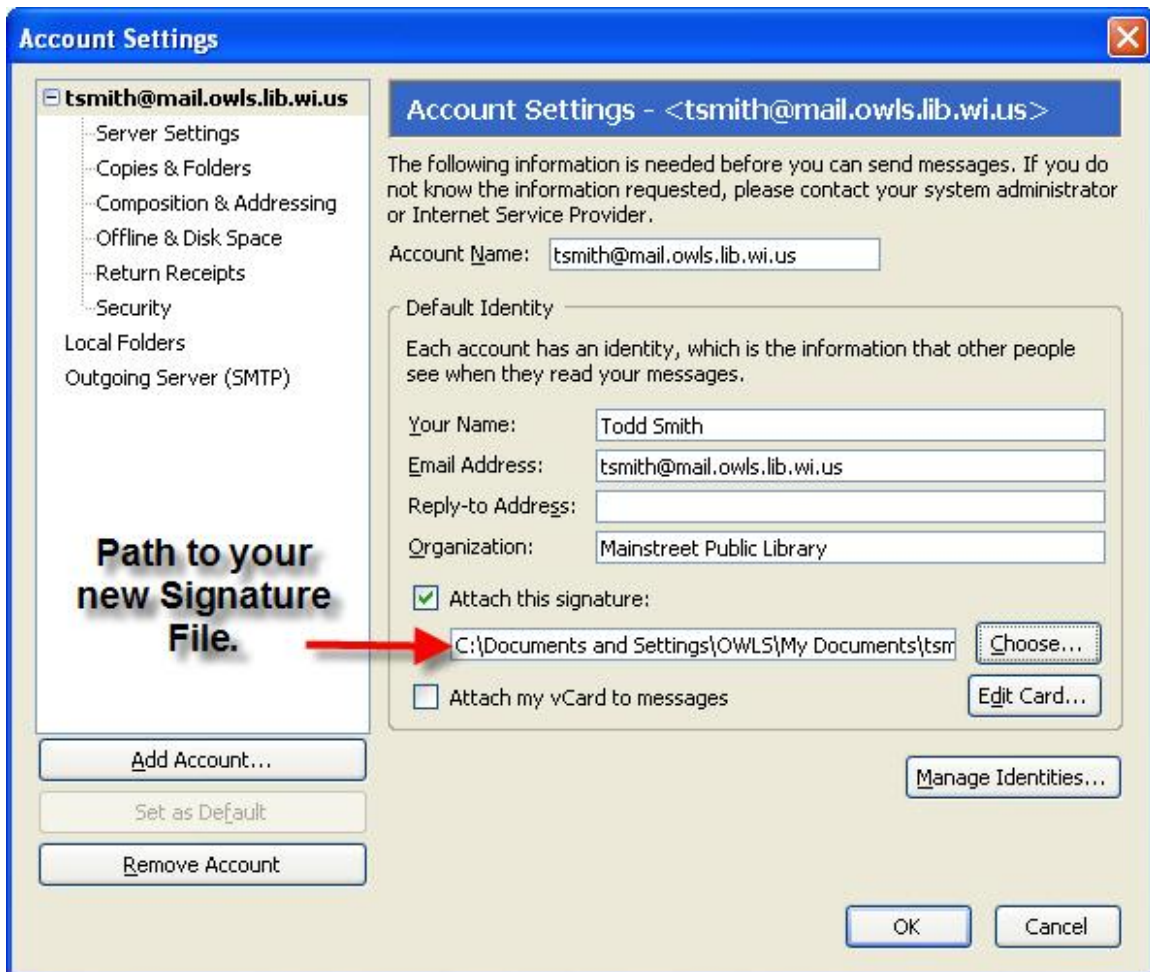 Account Settings
tsmith@mail.owls.lib.wi.us
Server Settings
Copies & Folders
Composition & Addressing
Offline & Disk Space
Return Receipts
Security
Local Folders
Outgoing Server (SMTP)
Path to your
new Signature
File.
Add Account...
Set as Default
Remove Account
Account Settings - <tsmith@mail.owls.lib.wi.us>
The following information is needed before you can send messages. If you do
not know the information requested, please contact your system administrator
or Internet Service Provider.
Account Name: tsmith@mail.owls.lib.wi.us
Default Identity
Each account has an identity, which is the information that other people
see when they read your messages.
Your Name: Todd Smith
Email Address: tsmith@mail.owls.lib.wi.us
Reply-to Address:
Organization: Mainstreet Public Library
Attach this signature:
C:\Documents and Settings\OWLS\My Documents\tsm Choose...
Attach my vCard to messages Edit Card...
Manage Identities...
OK Cancel